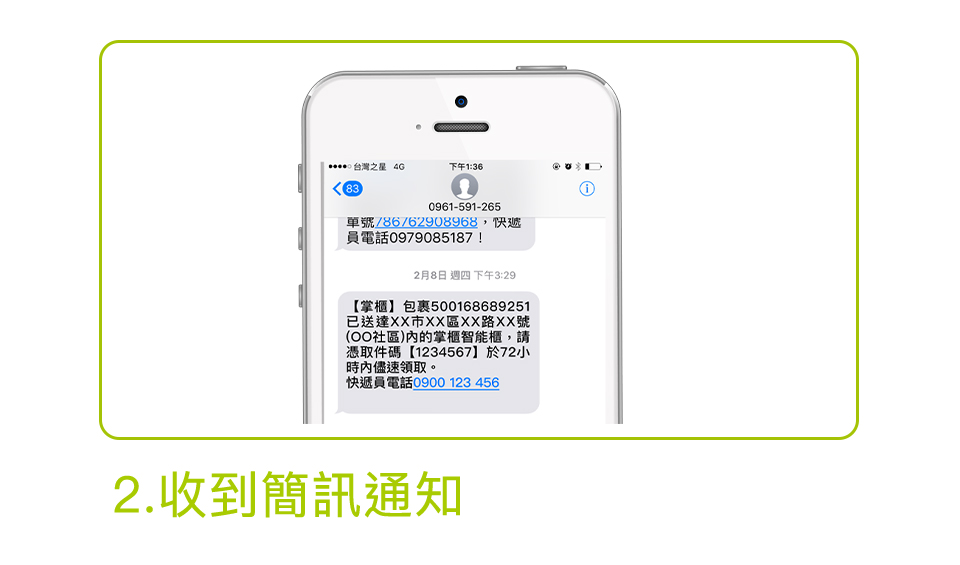 台灣之星 4G 下午1:36
83
0961-591-265
單號786762908968，快遞
員電話0979085187！
2月8日 週四 下午3:29
【掌櫃】包裹500168689251
已送達XX市XX區XX路XX號
(OO社區)內的掌櫃智能櫃，請
憑取件碼【1234567】於72小
時內儘速領取。
快遞員電話0900 123 456
2.收到簡訊通知